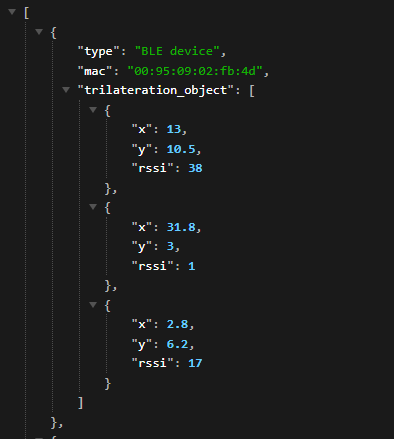 [
{
"type": "BLE device",
"mac": "00:95:09:02:fb:4d",
"trilateration_object": [
{
"x": 13,
"y": 10.5,
"rssi": 38
},
{
"x": 31.8,
"y": 3,
"rssi": 1
},
{
"x": 2.8,
"y": 6.2,
"rssi": 17
}
]
},